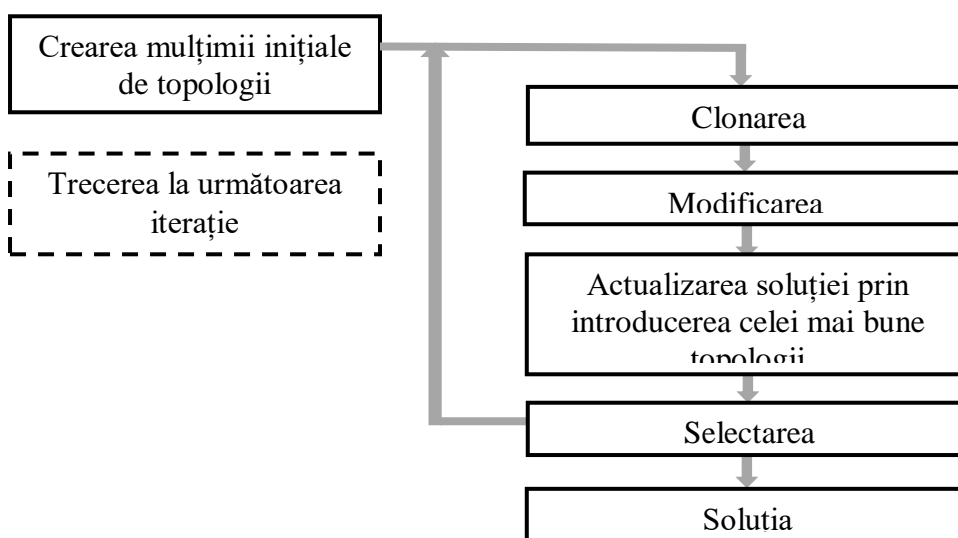 Crearea mulțimii inițiale
de topologii
Clonarea
Trecerea la următoarea
iterație
Modificarea
Actualizarea soluției prin
introducerea celei mai bune
topologii
Selectarea
Soluția